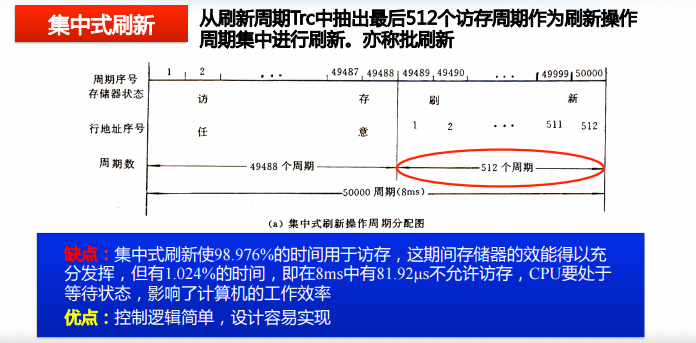 集中式刷新
从刷新周期Trc中抽出最后512个访存周期作为刷新操作
周期集中进行刷新。亦称批刷新
周期序号 1 2 ··· 49487 49488 49489 49490 ··· 49999 50000
存储器状态 访 存 刷 新
行地址序号 任 意 1 2 ··· 511 512
周期数 49488 个周期 512 个周期
50000 周期(8ms)
(a) 集中式刷新操作周期分配图
缺点：集中式刷新使98.976%的时间用于访存，这期间存储器的效能得以充
分发挥，但有1.024%的时间，即在8ms中有81.92μs不允许访存，CPU要处于
等待状态，影响了计算机的工作效率
优点：控制逻辑简单，设计容易实现